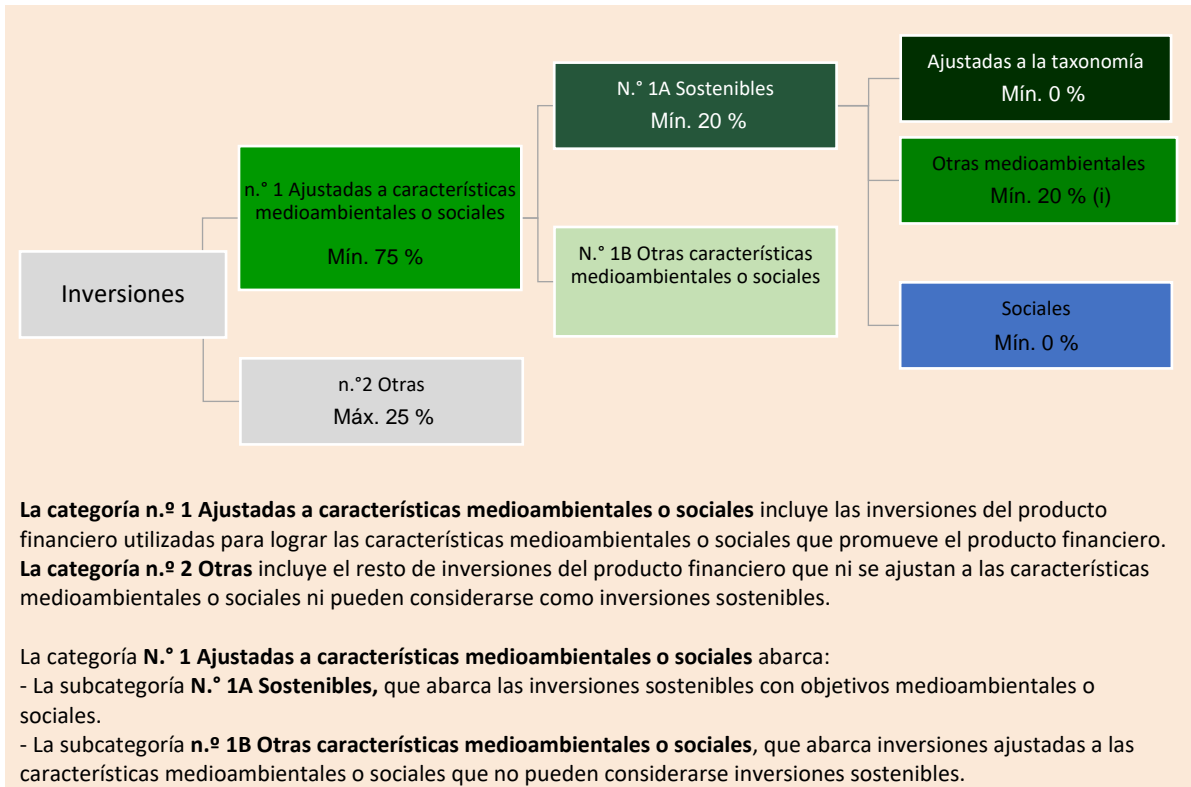 Inversiones
n.° 1 Ajustadas a características
medioambientales o sociales
Mín. 75 %
n.°2 Otras
Máx. 25 %
N.° 1A Sostenibles
Mín. 20 %
N.° 1B Otras características
medioambientales o sociales
Ajustadas a la taxonomía
Mín. 0 %
Otras medioambientales
Mín. 20 % (i)
Sociales
Mín. 0 %
La categoría n.º 1 Ajustadas a características medioambientales o sociales incluye las inversiones del producto
financiero utilizadas para lograr las características medioambientales o sociales que promueve el producto financiero.
La categoría n.º 2 Otras incluye el resto de inversiones del producto financiero que ni se ajustan a las características
medioambientales o sociales ni pueden considerarse como inversiones sostenibles.
La categoría N.° 1 Ajustadas a características medioambientales o sociales abarca:
- La subcategoría N.° 1A Sostenibles, que abarca las inversiones sostenibles con objetivos medioambientales o
sociales.
- La subcategoría n.º 1B Otras características medioambientales o sociales, que abarca inversiones ajustadas a las
características medioambientales o sociales que no pueden considerarse inversiones sostenibles.